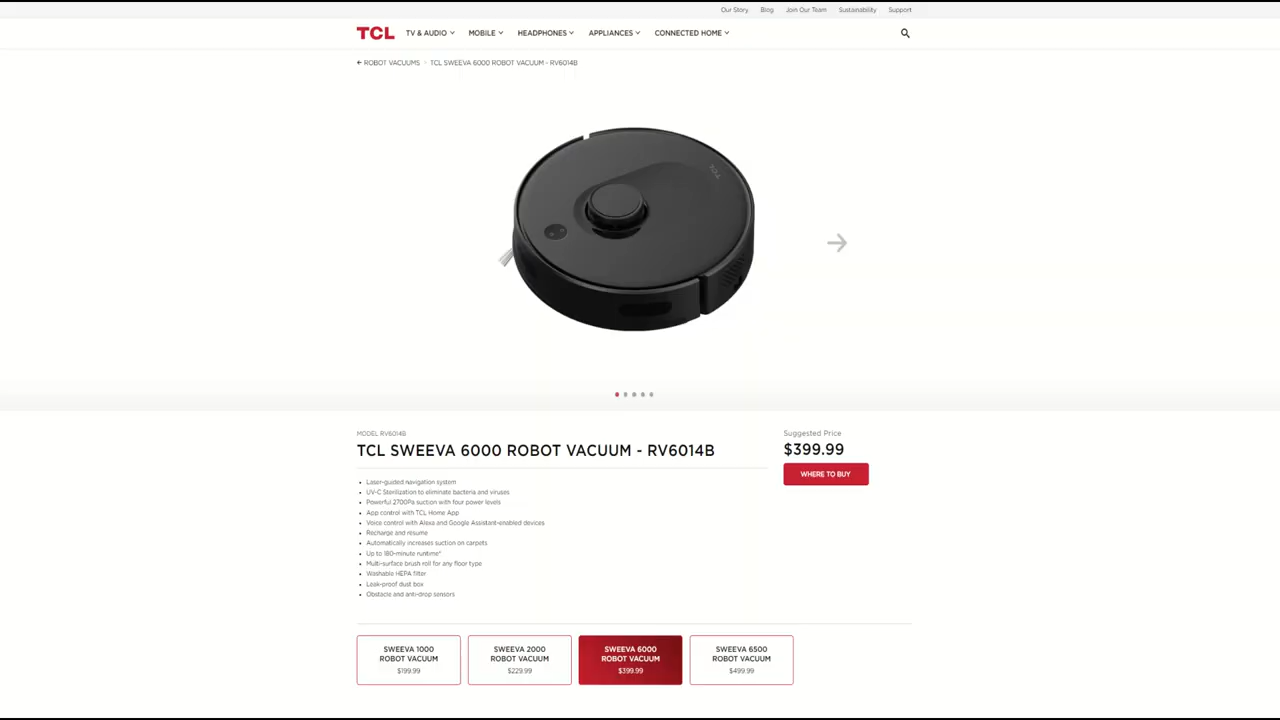 Our Story
Blog
Join Our Team
Sustainability
Support
TCL
TV & AUDIO
MOBILE
HEADPHONES
APPLIANCES
CONNECTED HOME
ROBOT VACUUMS
TCL SWEEVA 6000 ROBOT VACUUM - RV6014B
TCL
MODEL RV6014B
TCL SWEEVA 6000 ROBOT VACUUM - RV6014B
Suggested Price
$399.99
WHERE TO BUY
Laser-guided navigation system
UV-C Sterilization to eliminate bacteria and viruses
Powerful 2700Pa suction with four power levels
App control with TCL Home App
Voice control with Alexa and Google Assistant-enabled devices
Recharge and resume
Automatically increases suction on carpets
Up to 180-minute runtime*
Multi-surface brush roll for any floor type
Washable HEPA filter
Leak-proof dust box
Obstacle and anti-drop sensors
SWEEVA 1000
ROBOT VACUUM
$199.99
SWEEVA 2000
ROBOT VACUUM
$229.99
SWEEVA 6000
ROBOT VACUUM
$399.99
SWEEVA 6500
ROBOT VACUUM
$499.99